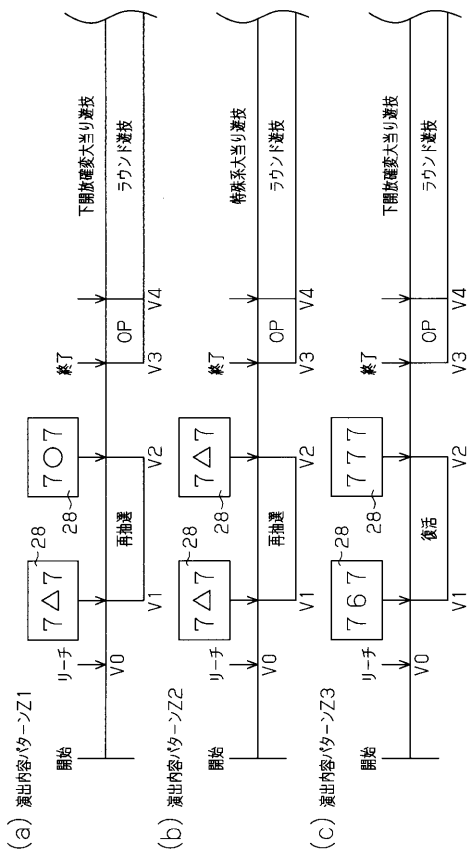 (a) 演出内容パターンZ1
開始
リーチ
V0
7△7
28
V1
再抽選
7〇7
28
V2
終了
V3
OP
V4
下開放確変大当り遊技
ラウンド遊技
(b) 演出内容パターンZ2
開始
リーチ
V0
7△7
28
V1
再抽選
7△7
28
V2
終了
V3
OP
V4
特殊系大当り遊技
ラウンド遊技
(c) 演出内容パターンZ3
開始
リーチ
V0
767
28
V1
復活
777
28
V2
終了
V3
OP
V4
下開放確変大当り遊技
ラウンド遊技